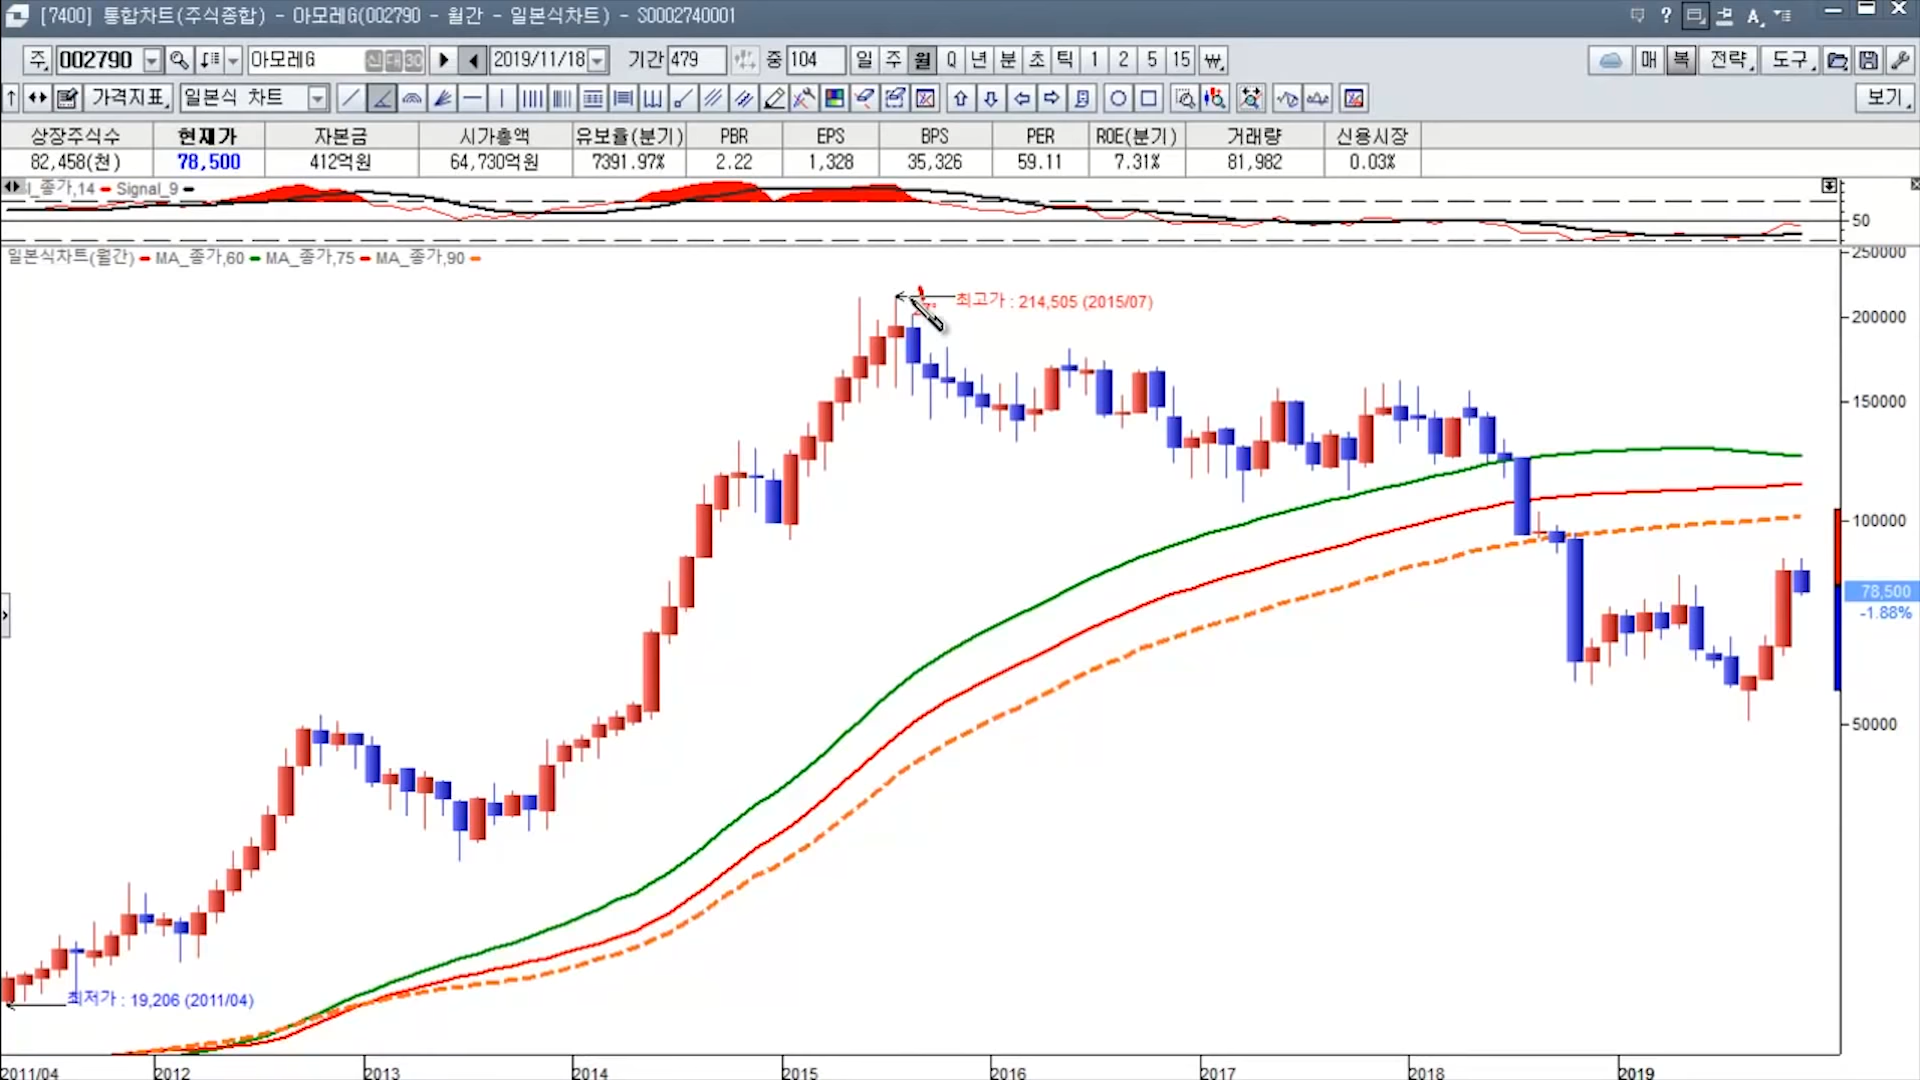 [7400] 통합차트(주식종합) - 아모레G(002790 - 월간 - 일본식차트) - S0002740001
주 002790 아모레G 신 대 30 2019/11/18 기간 479 중 104 일 주 월 Q 년 분 초 틱 1 2 5 15 매 복 전략 도구
가격지표 일본식 차트 보기
상장주식수 현재가 자본금 시가총액 유보율(분기) PBR EPS BPS PER ROE(분기) 거래량 신용시장
82,458(천) 78,500 412억원 64,730억원 7391.97% 2.22 1,328 35,326 59.11 7.31% 81,982 0.03%
I_종가,14 Signal_9
50
일본식차트(월간) MA_종가,60 MA_종가,75 MA_종가,90
250000
최고가 : 214,505 (2015/07)
200000
150000
100000
78,500
-1.88%
50000
최저가 : 19,206 (2011/04)
2011/04 2012 2013 2014 2015 2016 2017 2018 2019